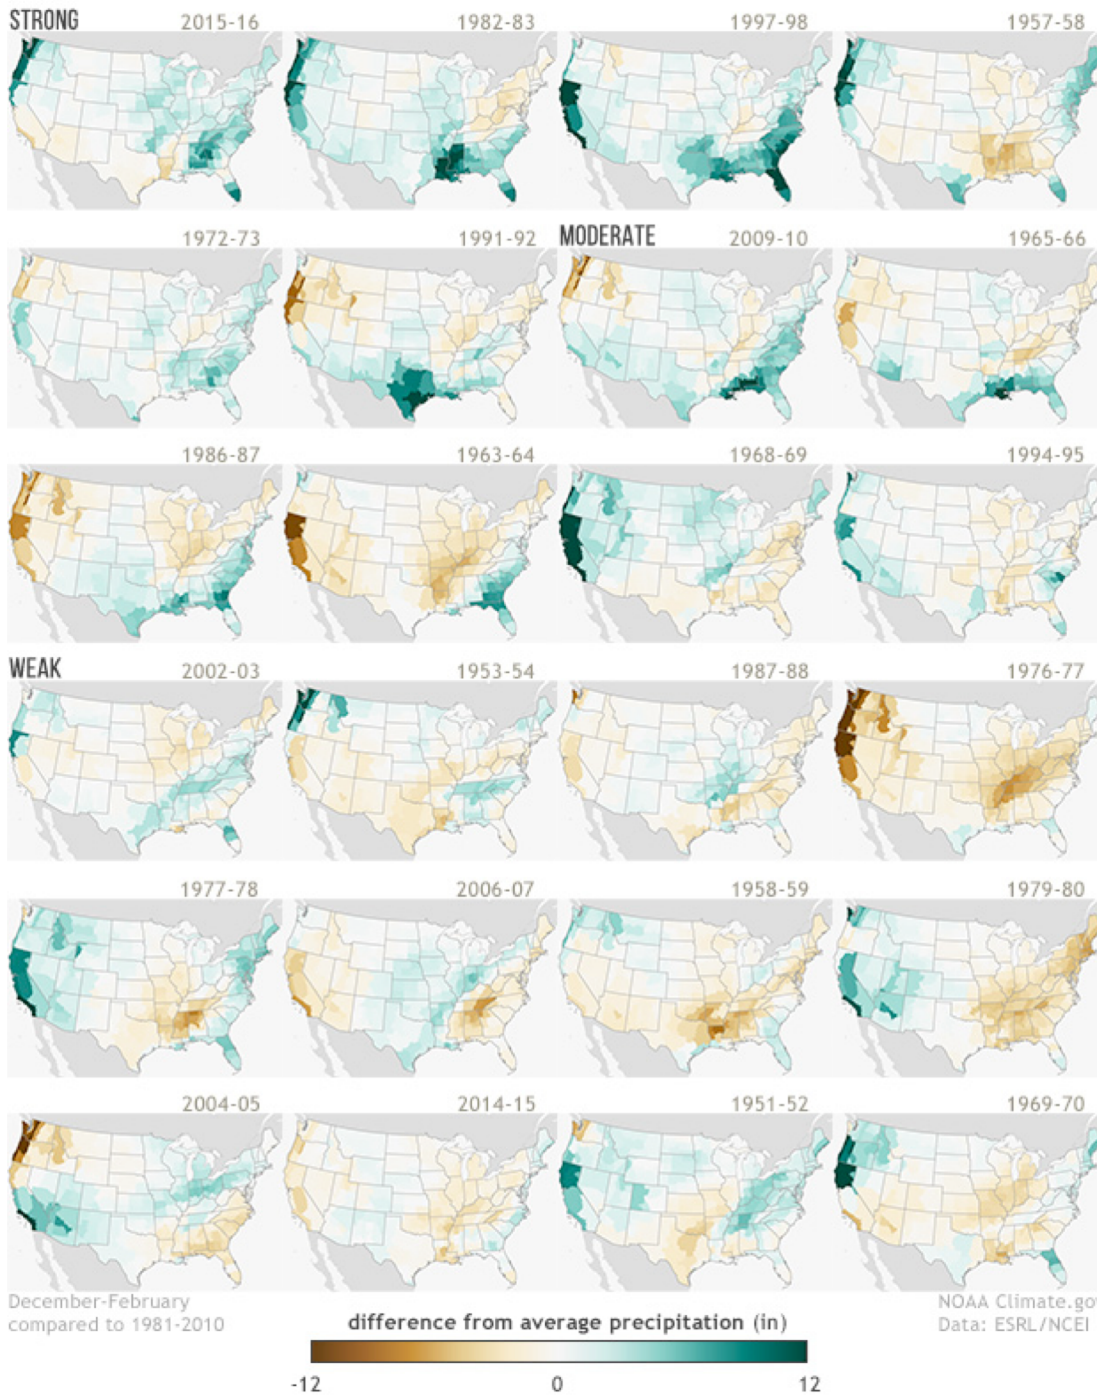 STRONG 2015-16 1982-83 1997-98 1957-58
1972-73 1991-92 MODERATE 2009-10 1965-66
1986-87 1963-64 1968-69 1994-95
WEAK 2002-03 1953-54 1987-88 1976-77
1977-78 2006-07 1958-59 1979-80
2004-05 2014-15 1951-52 1969-70
December-February
compared to 1981-2010
difference from average precipitation (in)
-12 0 12
NOAA Climate.gov
Data: ESRL/NCEI